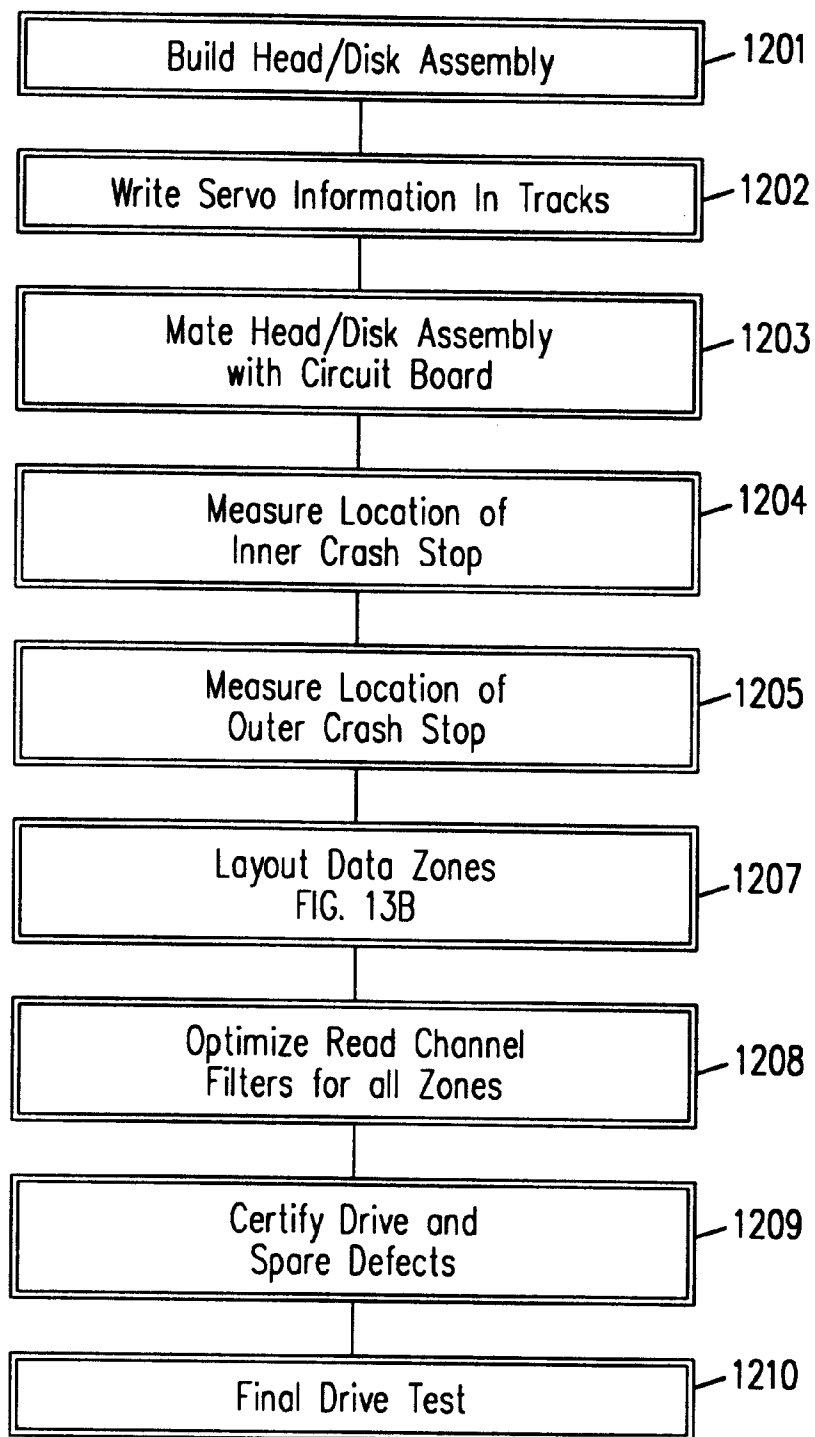 Build Head/Disk Assembly
1201
Write Servo Information In Tracks
1202
Mate Head/Disk Assembly
with Circuit Board
1203
Measure Location of
Inner Crash Stop
1204
Measure Location of
Outer Crash Stop
1205
Layout Data Zones
FIG. 13B
1207
Optimize Read Channel
Filters for all Zones
1208
Certify Drive and
Spare Defects
1209
Final Drive Test
1210